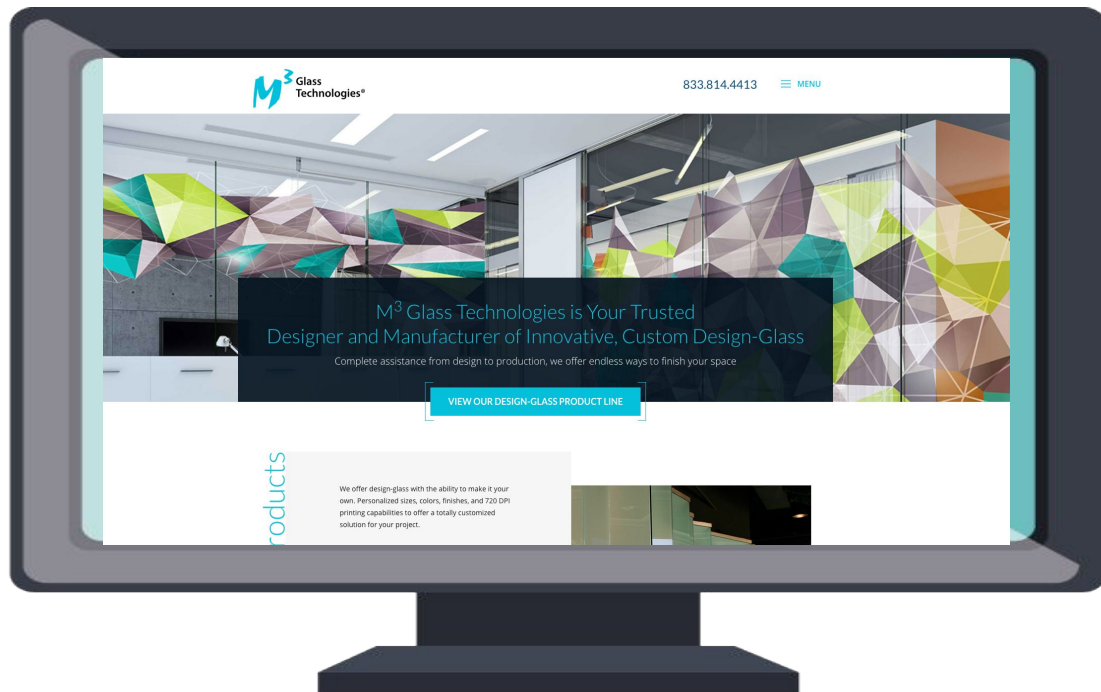 M3 Glass
Technologies®
833.814.4413
MENU
M3 Glass Technologies is Your Trusted
Designer and Manufacturer of Innovative, Custom Design-Glass
Complete assistance from design to production, we offer endless ways to finish your space
VIEW OUR DESIGN-GLASS PRODUCT LINE
roducts
We offer design-glass with the ability to make it your
own. Personalized sizes, colors, finishes, and 720 DPI
printing capabilities to offer a totally customized
solution for your project.